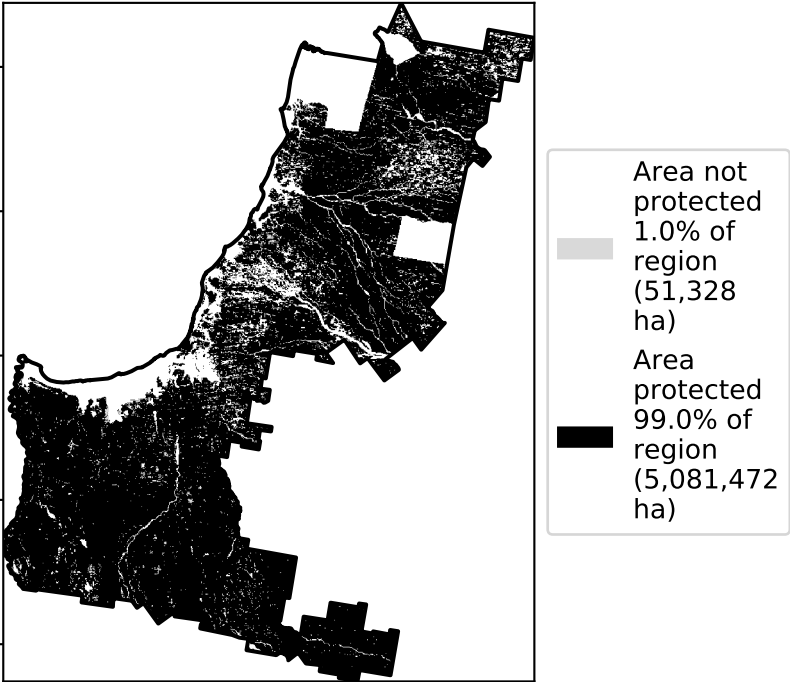 Area not
protected
1.0% of
region
(51,328
ha)
Area
protected
99.0% of
region
(5,081,472
ha)